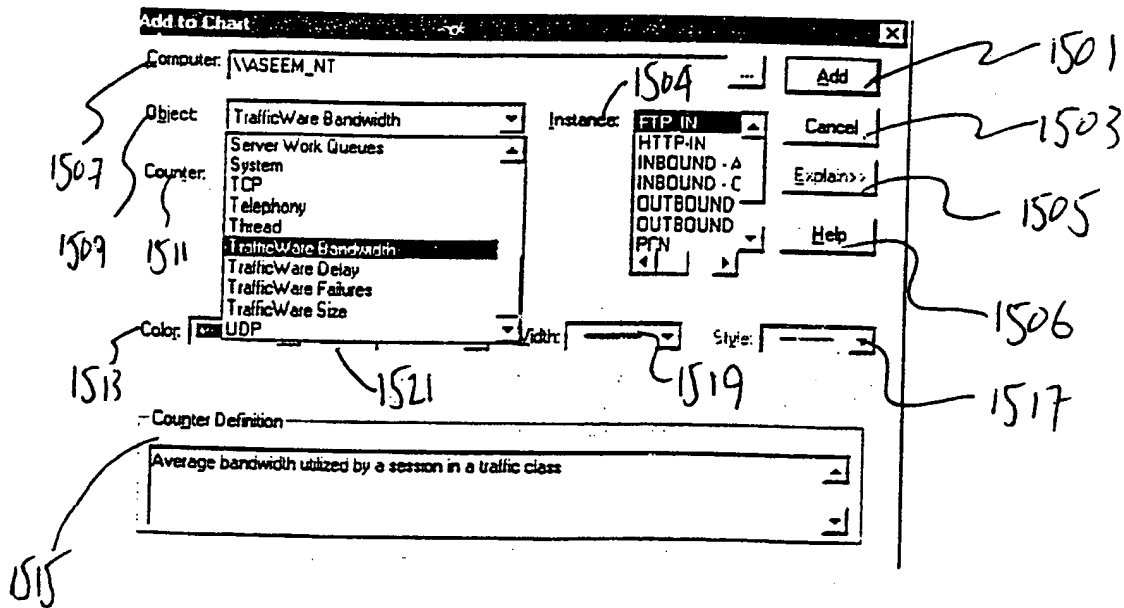 Add to Chart
Computer: \\ASEEM_NT
... Add
1501
Object: TrafficWare Bandwidth
Instance: FTP-IN
1504
Cancel
1503
Server Work Queues
System
TCP
Telephony
Thread
TrafficWare Bandwidth
TrafficWare Delay
TrafficWare Failures
TrafficWare Size
UDP
HTTP-IN
INBOUND - A
INBOUND - C
OUTBOUND
OUTBOUND
Explain>>
1505
Counter:
1507
1509
1511
Help
1506
Color:
Width:
Style:
1513
1521
1519
1517
Counter Definition
Average bandwidth utilized by a session in a traffic class
1515